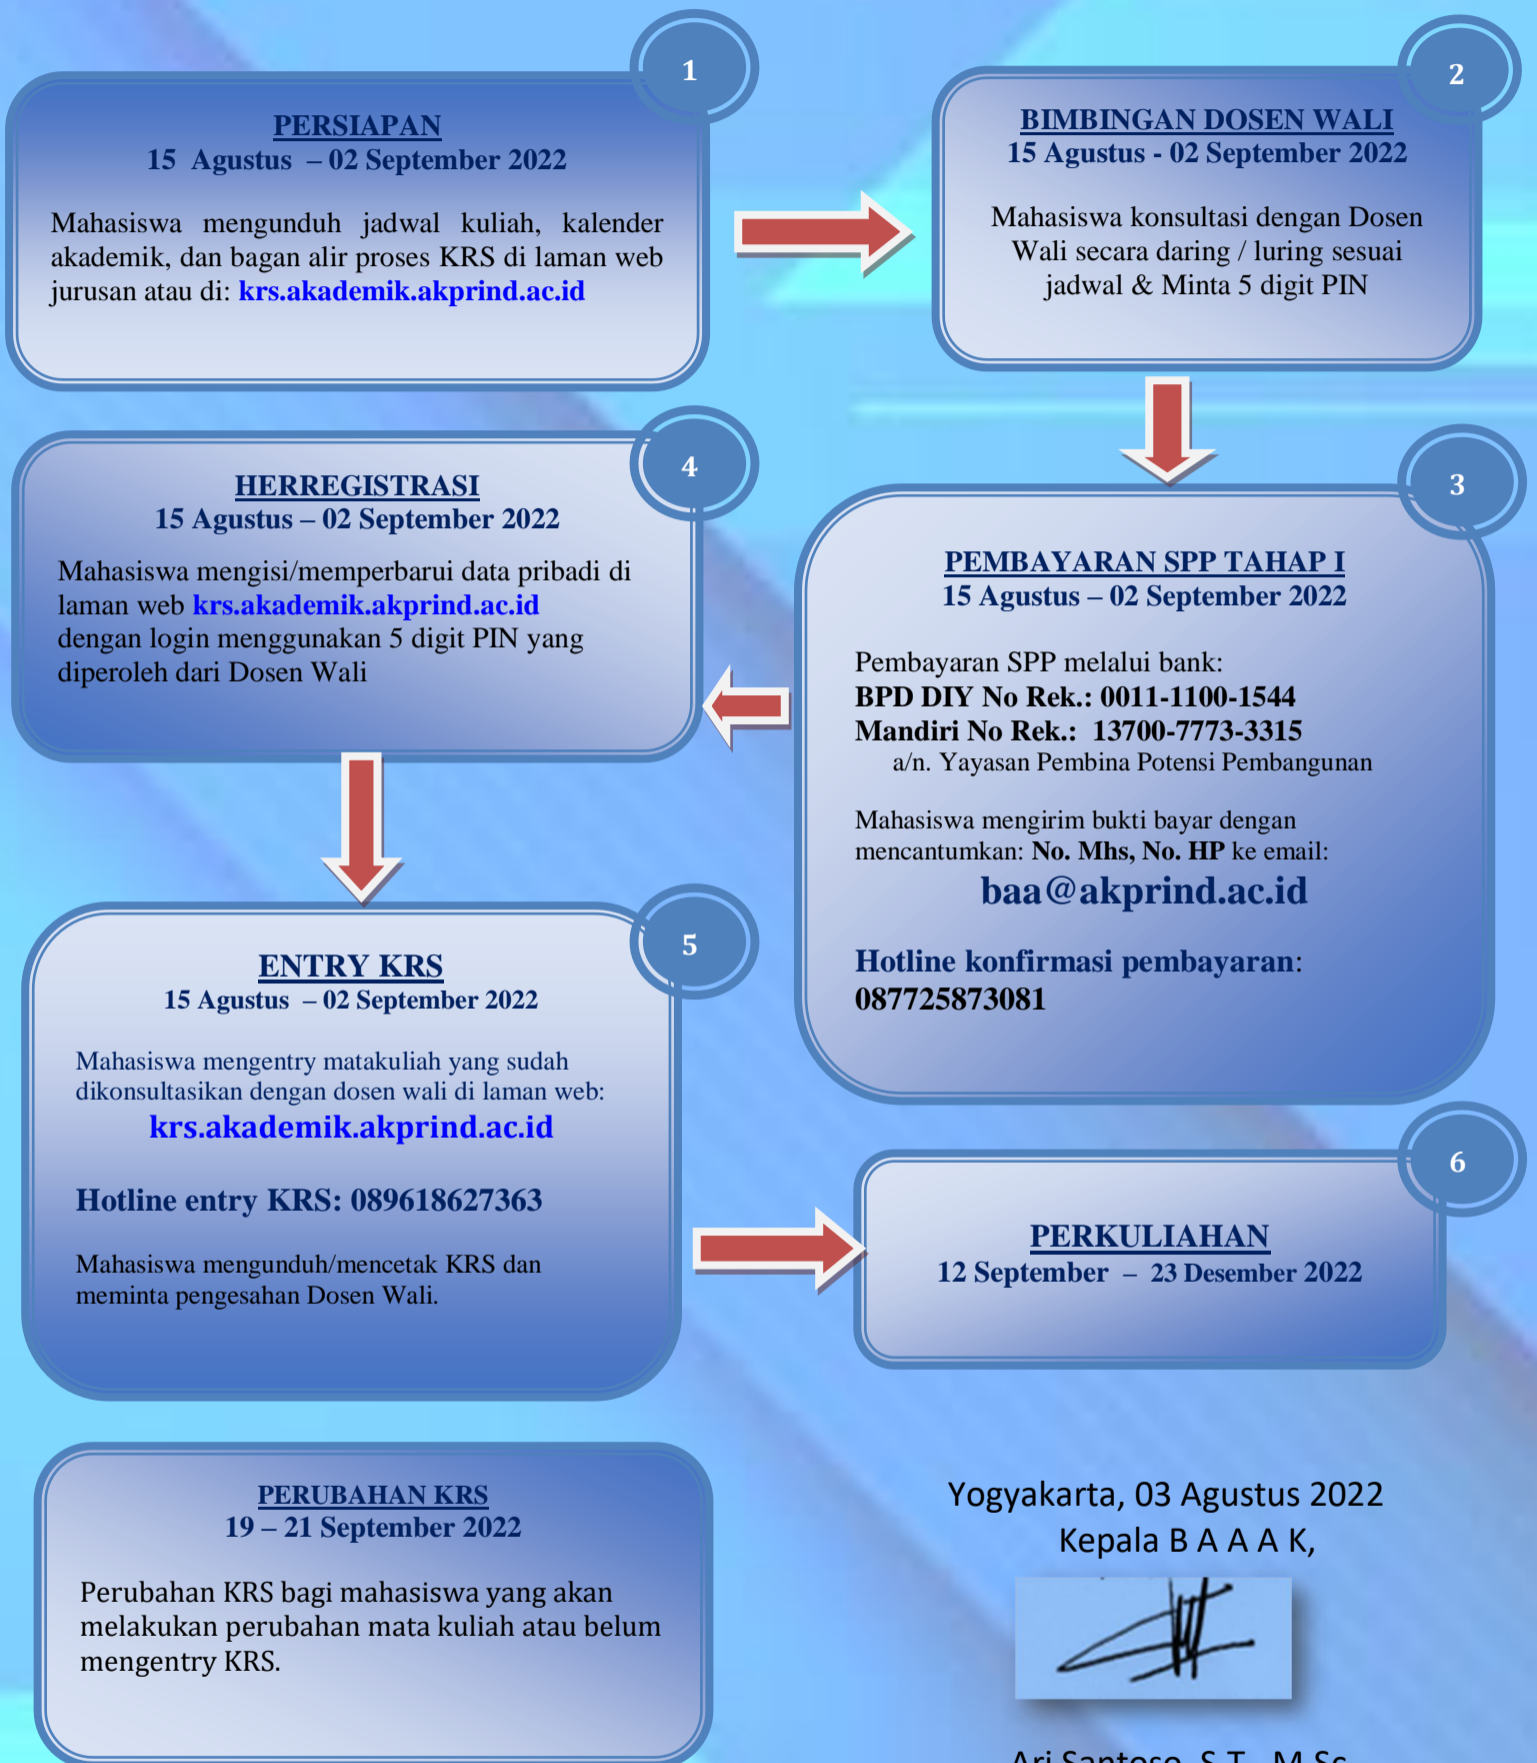 1
PERSIAPAN
15 Agustus – 02 September 2022
Mahasiswa mengunduh jadwal kuliah, kalender
akademik, dan bagan alir proses KRS di laman web
jurusan atau di: krs.akademik.akprind.ac.id
2
BIMBINGAN DOSEN WALI
15 Agustus - 02 September 2022
Mahasiswa konsultasi dengan Dosen
Wali secara daring / luring sesuai
jadwal & Minta 5 digit PIN
3
PEMBAYARAN SPP TAHAP I
15 Agustus – 02 September 2022
Pembayaran SPP melalui bank:
BPD DIY No Rek.: 0011-1100-1544
Mandiri No Rek.: 13700-7773-3315
a/n. Yayasan Pembina Potensi Pembangunan
Mahasiswa mengirim bukti bayar dengan
mencantumkan: No. Mhs, No. HP ke email:
baa@akprind.ac.id
Hotline konfirmasi pembayaran:
087725873081
4
HERREGISTRASI
15 Agustus – 02 September 2022
Mahasiswa mengisi/memperbarui data pribadi di
laman web krs.akademik.akprind.ac.id
dengan login menggunakan 5 digit PIN yang
diperoleh dari Dosen Wali
5
ENTRY KRS
15 Agustus – 02 September 2022
Mahasiswa mengentry matakuliah yang sudah
dikonsultasikan dengan dosen wali di laman web:
krs.akademik.akprind.ac.id
Hotline entry KRS: 089618627363
Mahasiswa mengunduh/mencetak KRS dan
meminta pengesahan Dosen Wali.
6
PERKULIAHAN
12 September – 23 Desember 2022
PERUBAHAN KRS
19 – 21 September 2022
Perubahan KRS bagi mahasiswa yang akan
melakukan perubahan mata kuliah atau belum
mengentry KRS.
Yogyakarta, 03 Agustus 2022
Kepala B A A A K,
Ari Santoso, S.T., M.Sc.